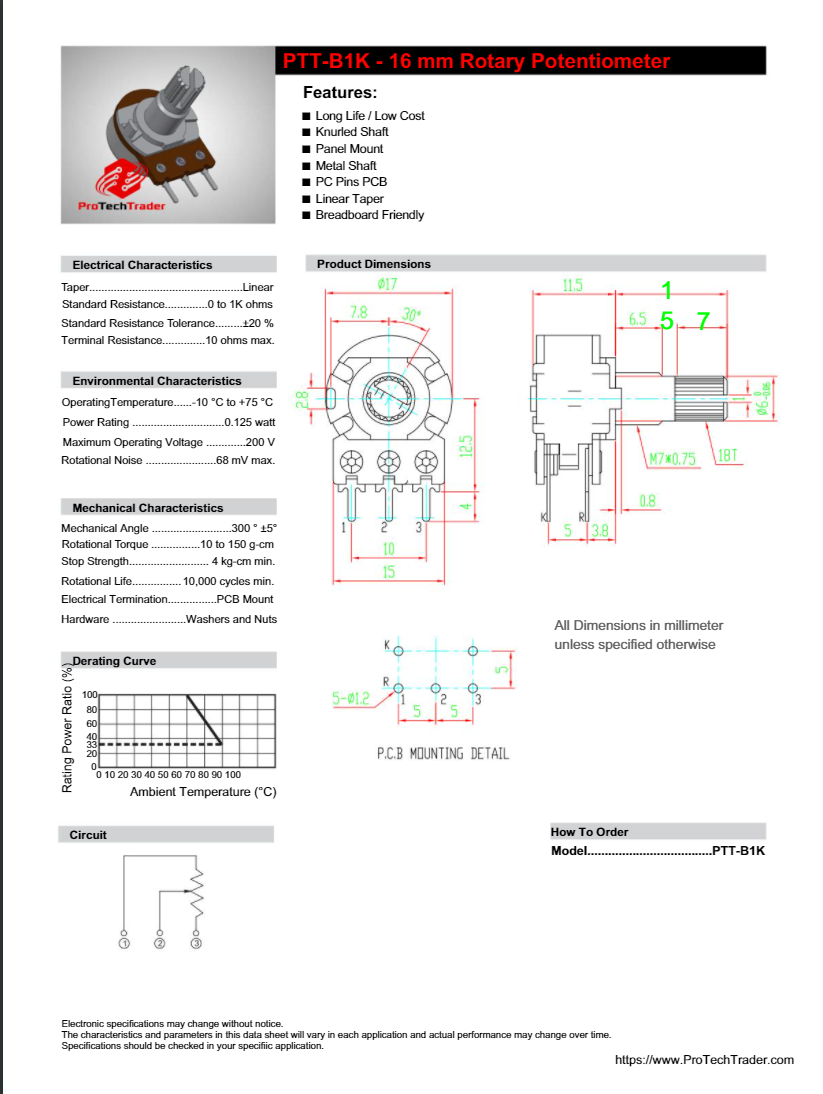 PTT-B1K - 16 mm Rotary Potentiometer
ProTechTrader
Features:
■ Long Life / Low Cost
■ Knurled Shaft
■ Panel Mount
■ Metal Shaft
■ PC Pins PCB
■ Linear Taper
■ Breadboard Friendly
Electrical Characteristics
Taper..................................................Linear
Standard Resistance..............0 to 1K ohms
Standard Resistance Tolerance.........±20 %
Terminal Resistance..............10 ohms max.
Environmental Characteristics
OperatingTemperature......-10 °C to +75 °C
Power Rating ..............................0.125 watt
Maximum Operating Voltage .............200 V
Rotational Noise .......................68 mV max.
Mechanical Characteristics
Mechanical Angle ..........................300 ° ±5°
Rotational Torque ................10 to 150 g-cm
Stop Strength.......................... 4 kg-cm min.
Rotational Life................ 10,000 cycles min.
Electrical Termination................PCB Mount
Hardware ........................Washers and Nuts
Derating Curve
Rating Power Ratio (%)
100
80
60
40
33
20
0
0 10 20 30 40 50 60 70 80 90 100
Ambient Temperature (°C)
Circuit
① ② ③
Product Dimensions
Ø17
7.8 30°
2.8
12.5
4
1 2 3
10
15
11.5 1
6.5 5 7
1
Ø6 0 -0.06
M7*0.75 18T
0.8
K R
5 3.8
All Dimensions in millimeter
unless specified otherwise
K
R
5
5-Ø1.2 1 2 3
5 5
P.C.B MOUNTING DETAIL
How To Order
Model....................................PTT-B1K
Electronic specifications may change without notice.
The characteristics and parameters in this data sheet will vary in each application and actual performance may change over time.
Specifications should be checked in your specifiic application.
https://www.ProTechTrader.com